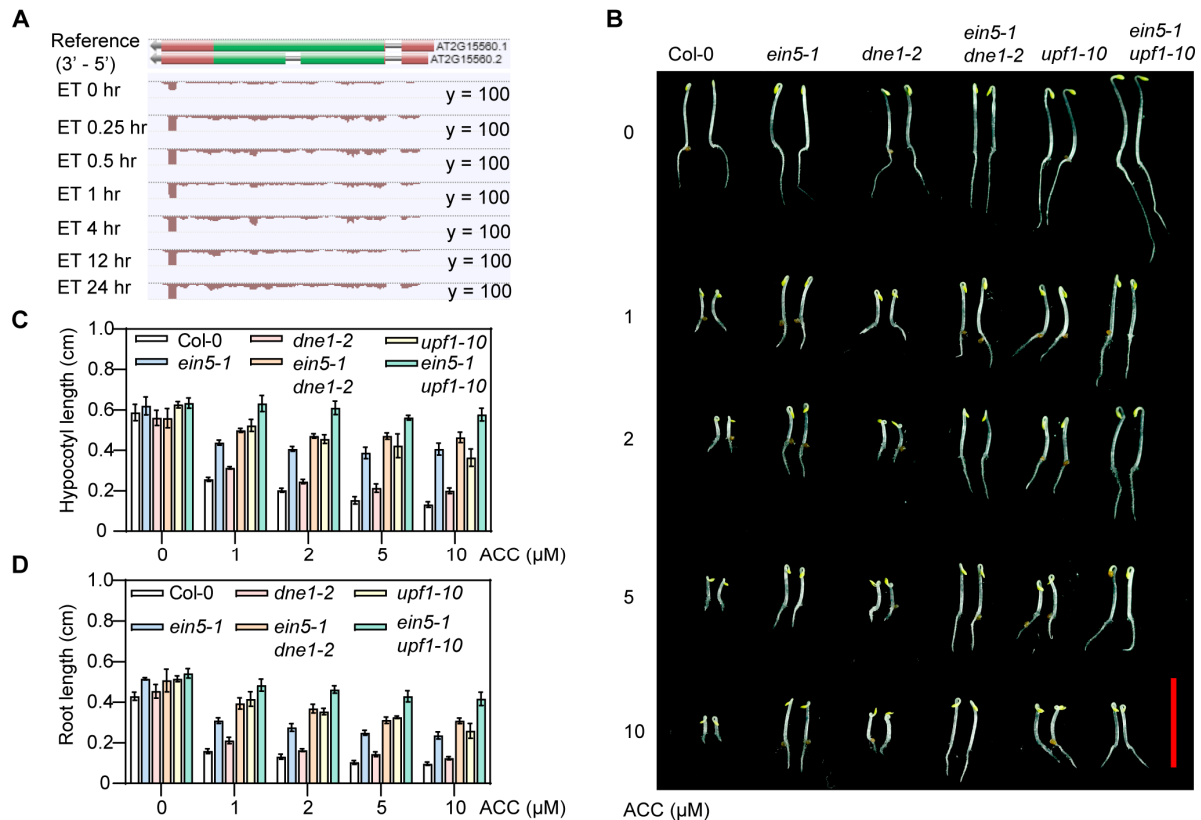 A
Reference
(3' - 5')
AT2G15560.1
AT2G15560.2
ET 0 hr
y = 100
ET 0.25 hr
y = 100
ET 0.5 hr
y = 100
ET 1 hr
y = 100
ET 4 hr
y = 100
ET 12 hr
y = 100
ET 24 hr
y = 100
B
Col-0
ein5-1
dne1-2
ein5-1
dne1-2
upf1-10
ein5-1
upf1-10
0
1
2
5
10
ACC (µM)
C
Hypocotyl length (cm)
1.0
0.8
0.6
0.4
0.2
0
Col-0
dne1-2
upf1-10
ein5-1
ein5-1
dne1-2
ein5-1
upf1-10
0 1 2 5 10 ACC (µM)
D
Root length (cm)
1.0
0.8
0.6
0.4
0.2
0
Col-0
dne1-2
upf1-10
ein5-1
ein5-1
dne1-2
ein5-1
upf1-10
0 1 2 5 10 ACC (µM)